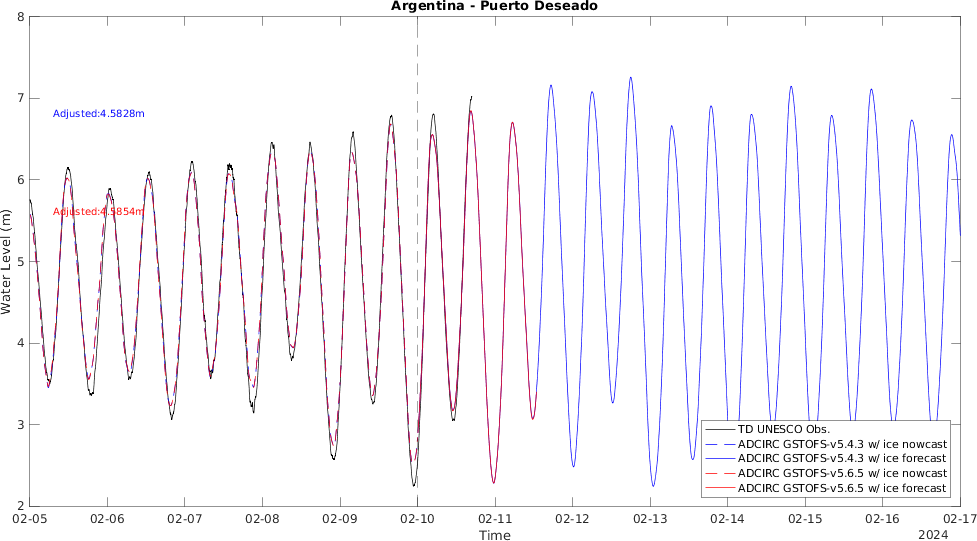 Argentina - Puerto Deseado
8
7
6
5
4
3
2
Water Level (m)
Adjusted:4.5828m
Adjusted:4.5854m
TD UNESCO Obs.
ADCIRC GSTOFS-v5.4.3 w/ ice nowcast
ADCIRC GSTOFS-v5.4.3 w/ ice forecast
ADCIRC GSTOFS-v5.6.5 w/ ice nowcast
ADCIRC GSTOFS-v5.6.5 w/ ice forecast
02-05 02-06 02-07 02-08 02-09 02-10 02-11 02-12 02-13 02-14 02-15 02-16 02-17
Time
2024